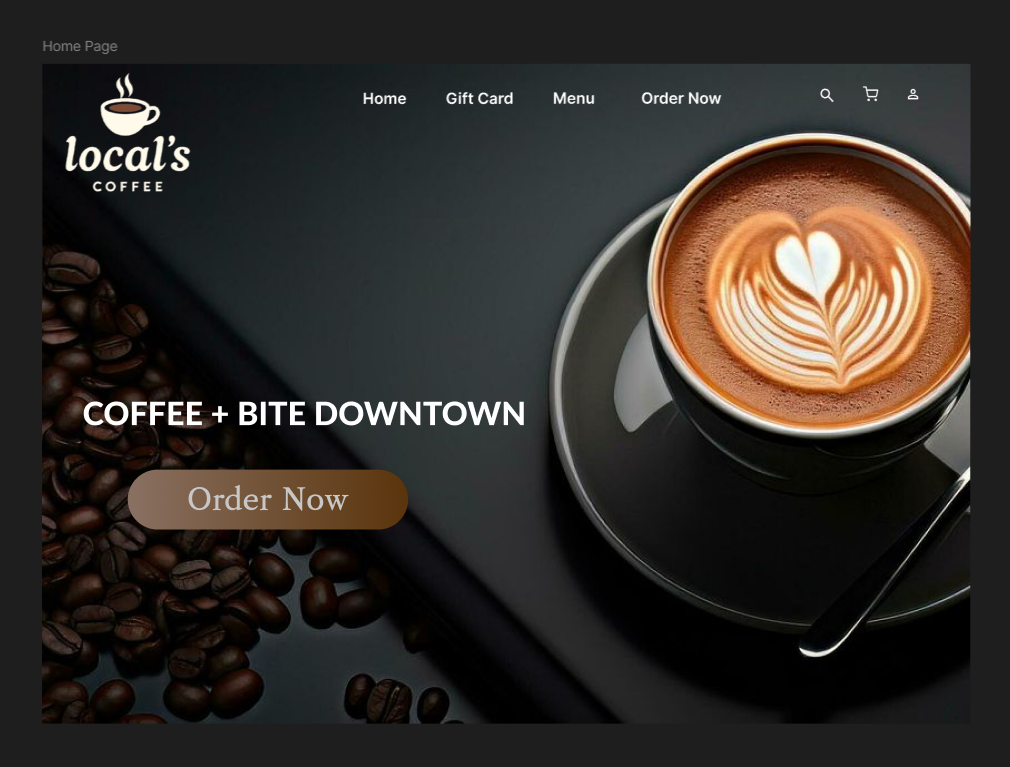 Home Page
local's
COFFEE
Home Gift Card Menu Order Now
COFFEE + BITE DOWNTOWN
Order Now